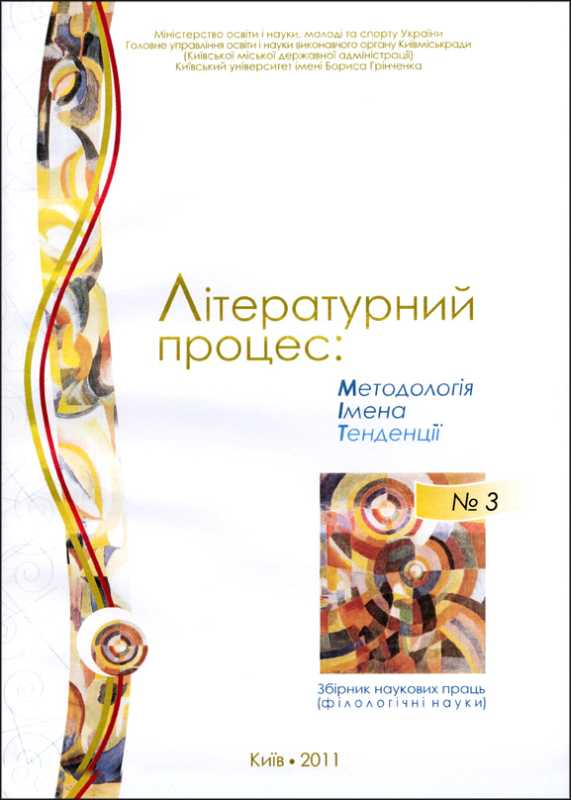 Міністерство освіти і науки, молоді та спорту України
Головне управління освіти і науки виконавчого органу Київміськради
(Київської міської державної адміністрації)
Київський університет імені Бориса Грінченка
Літературний
процес:
Методологія
Імена
Тенденції
№ 3
Збірник наукових праць
(філологічні науки)
Київ • 2011